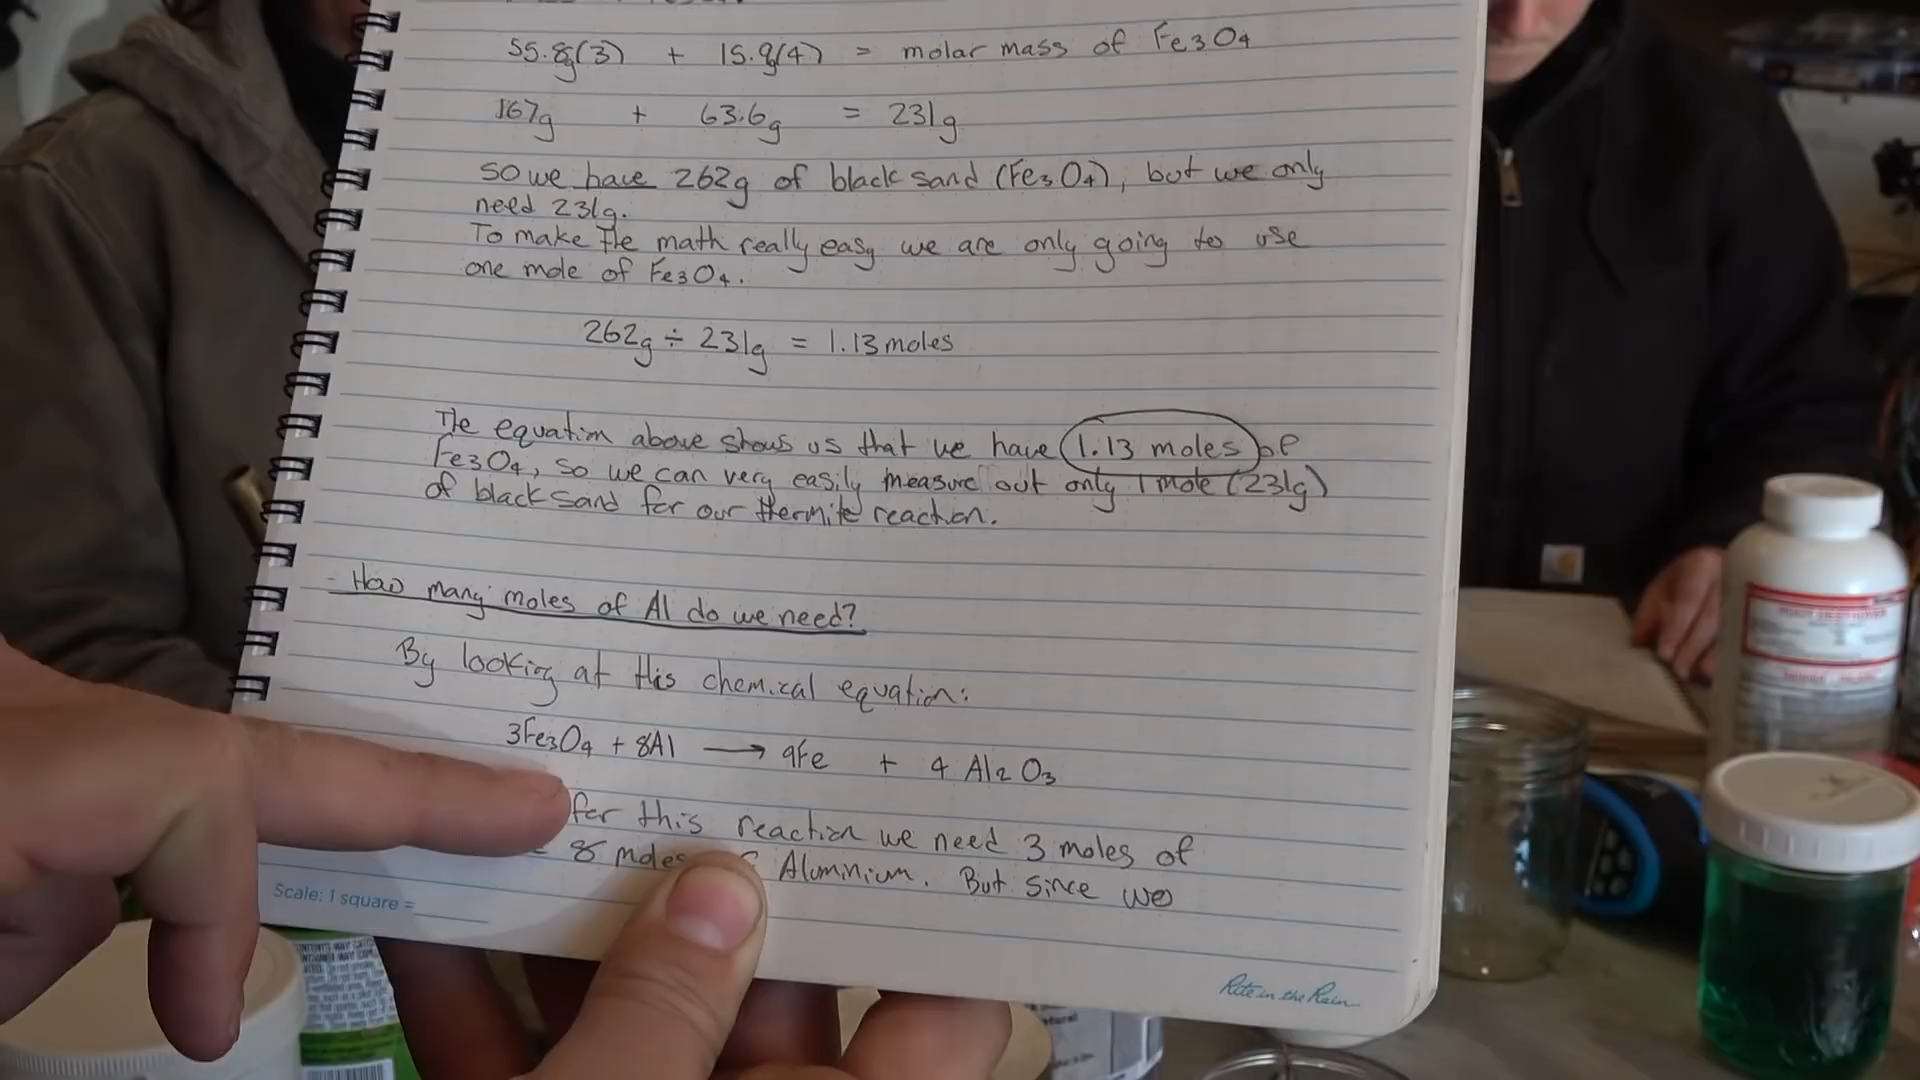 55.8g(3) + 15.9(4) = molar mass of Fe3O4
167g + 63.6g = 231g
So we have 262g of black sand (Fe3O4), but we only
need 231g.
To make the math really easy we are only going to use
one mole of Fe3O4.
262g ÷ 231g = 1.13 moles
The equation above shows us that we have 1.13 moles of
Fe3O4, so we can very easily measure out only 1 mole (231g)
of black sand for our thermite reaction.
- How many moles of Al do we need?
By looking at this chemical equation:
3Fe3O4 + 8Al → 9Fe + 4 Al2O3
for this reaction we need 3 moles of
8 moles Aluminium. But since we
Scale: 1 square =
Rite in the Rain